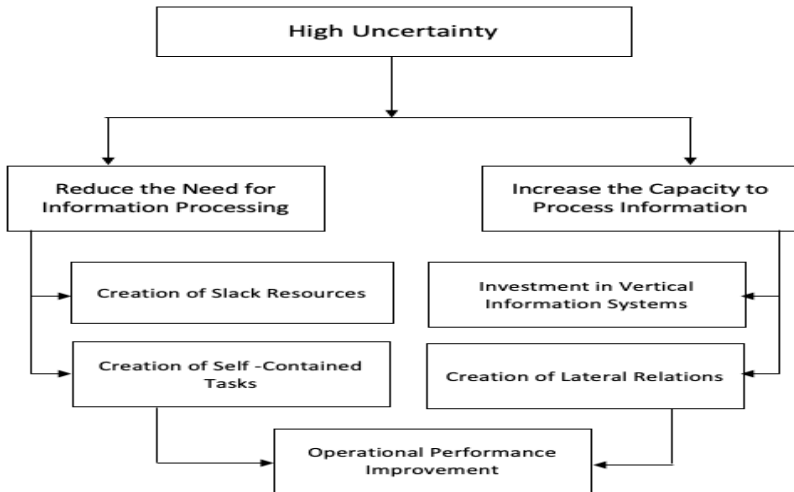 High Uncertainty
Reduce the Need for
Information Processing
Increase the Capacity to
Process Information
Creation of Slack Resources
Investment in Vertical
Information Systems
Creation of Self -Contained
Tasks
Creation of Lateral Relations
Operational Performance
Improvement